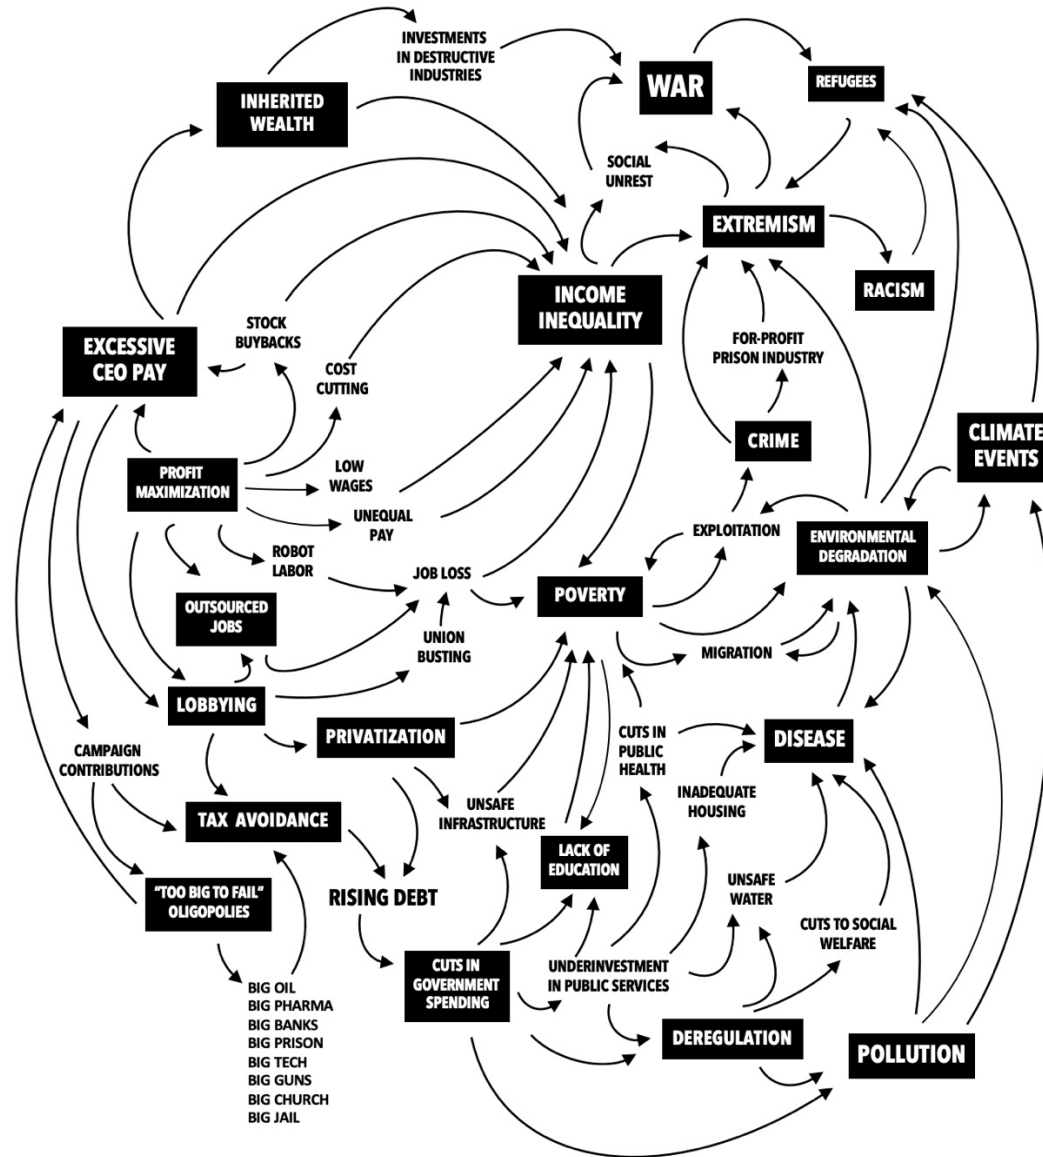 INVESTMENTS
IN DESTRUCTIVE
INDUSTRIES
WAR
REFUGEES
INHERITED
WEALTH
SOCIAL
UNREST
EXTREMISM
RACISM
INCOME
INEQUALITY
STOCK
BUYBACKS
EXCESSIVE
CEO PAY
FOR-PROFIT
PRISON INDUSTRY
COST
CUTTING
CRIME
CLIMATE
EVENTS
PROFIT
MAXIMIZATION
LOW
WAGES
UNEQUAL
PAY
EXPLOITATION
ENVIRONMENTAL
DEGRADATION
ROBOT
LABOR
JOB LOSS
POVERTY
OUTSOURCED
JOBS
UNION
BUSTING
MIGRATION
LOBBYING
PRIVATIZATION
CUTS IN
PUBLIC
HEALTH
DISEASE
CAMPAIGN
CONTRIBUTIONS
INADEQUATE
HOUSING
TAX AVOIDANCE
UNSAFE
INFRASTRUCTURE
LACK OF
EDUCATION
"TOO BIG TO FAIL"
OLIGOPOLIES
RISING DEBT
UNSAFE
WATER
CUTS TO SOCIAL
WELFARE
CUTS IN
GOVERNMENT
SPENDING
UNDERINVESTMENT
IN PUBLIC SERVICES
BIG OIL
BIG PHARMA
BIG BANKS
BIG PRISON
BIG TECH
BIG GUNS
BIG CHURCH
BIG JAIL
DEREGULATION
POLLUTION